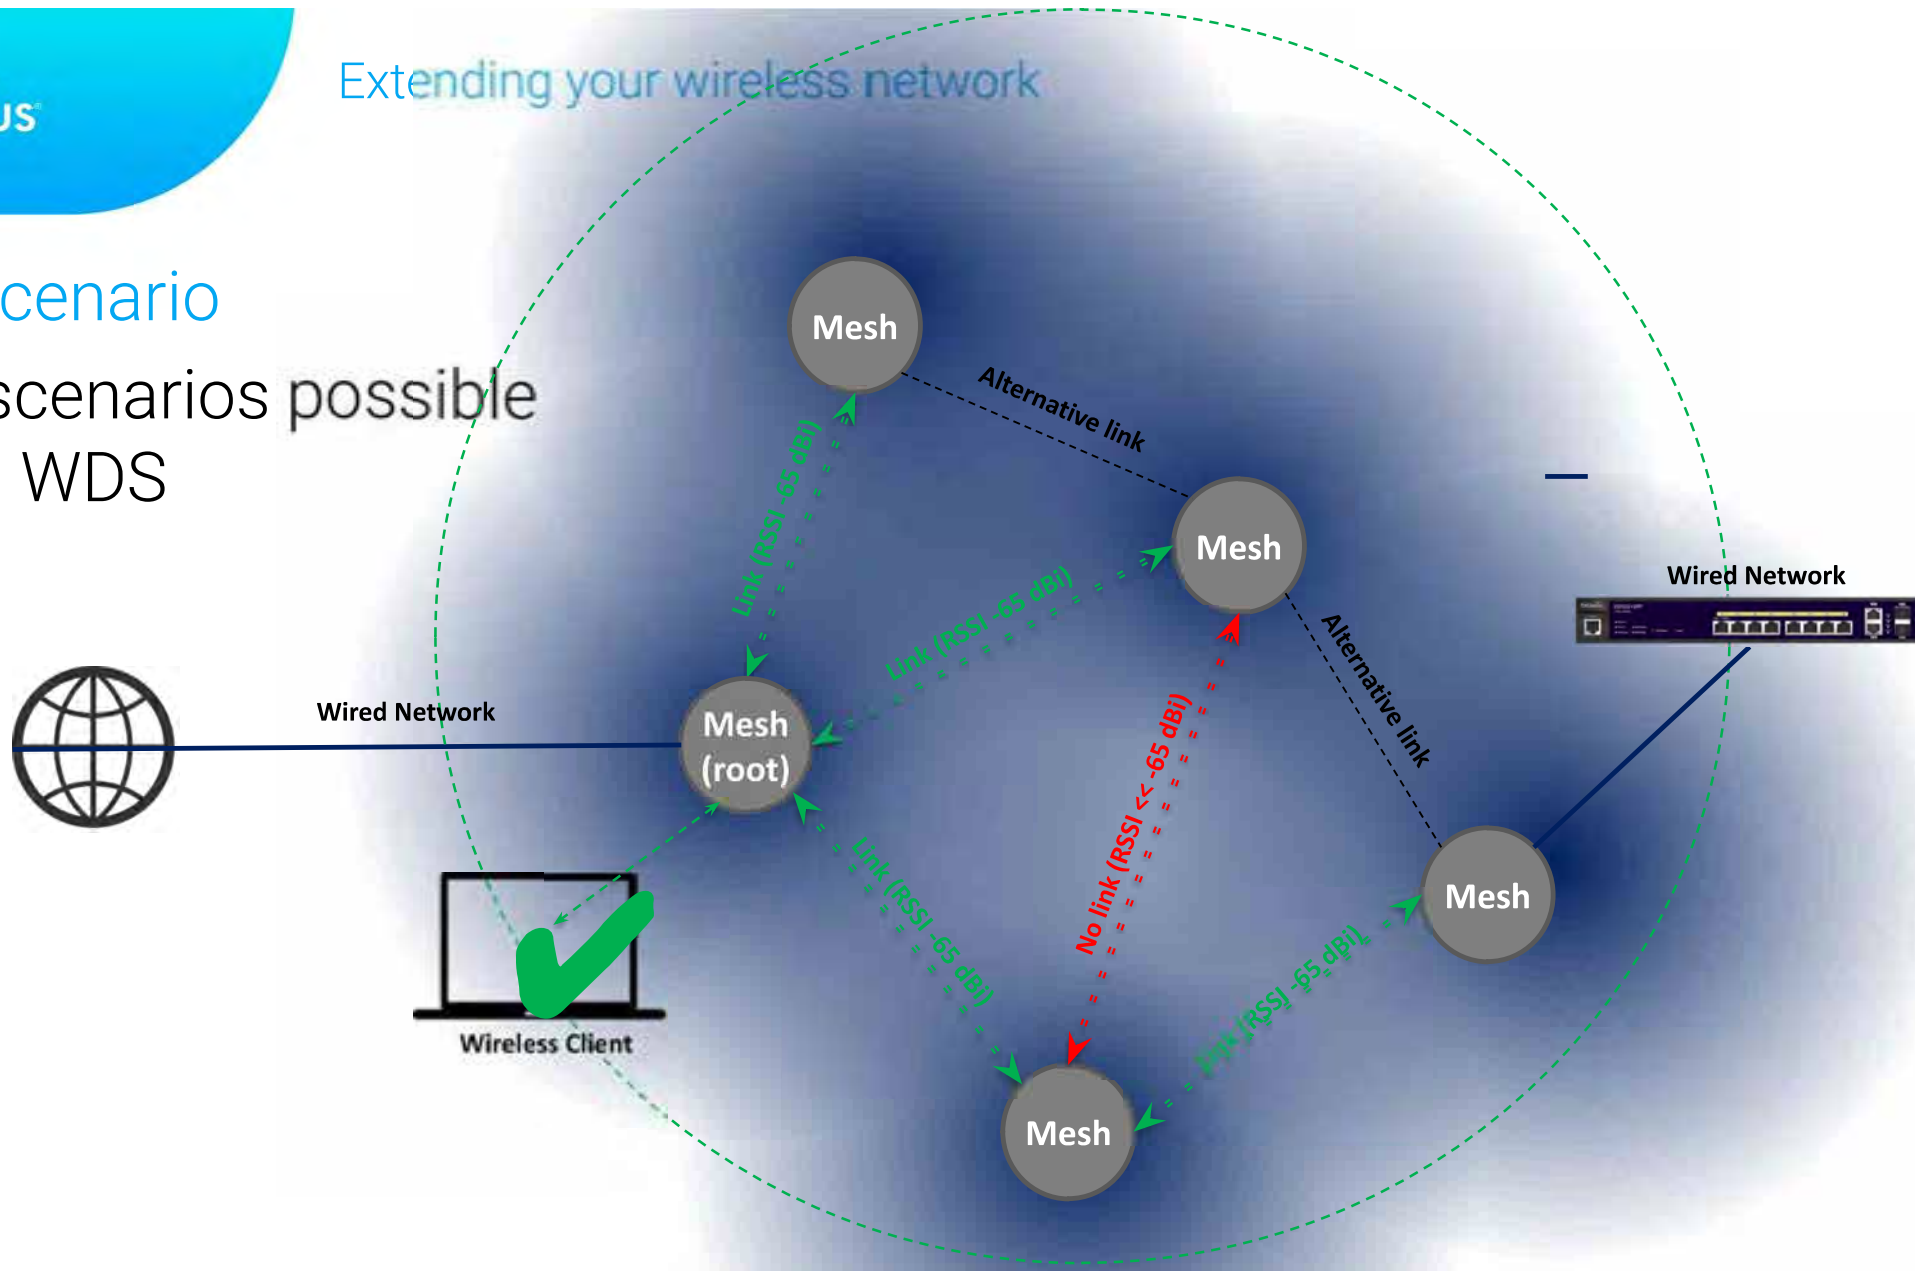 us
Extending your wireless network
cenario
scenarios possible
WDS
Mesh
Alternative link
Link (RSSI -65 dBi)
Mesh
Link (RSSI -65 dBi)
Wired Network
Alternative link
Wired Network
Mesh
(root)
No link (RSSI << -65 dBi)
Link (RSSI -65 dBi)
Mesh
Link (RSSI -65 dBi)
Wireless Client
Mesh